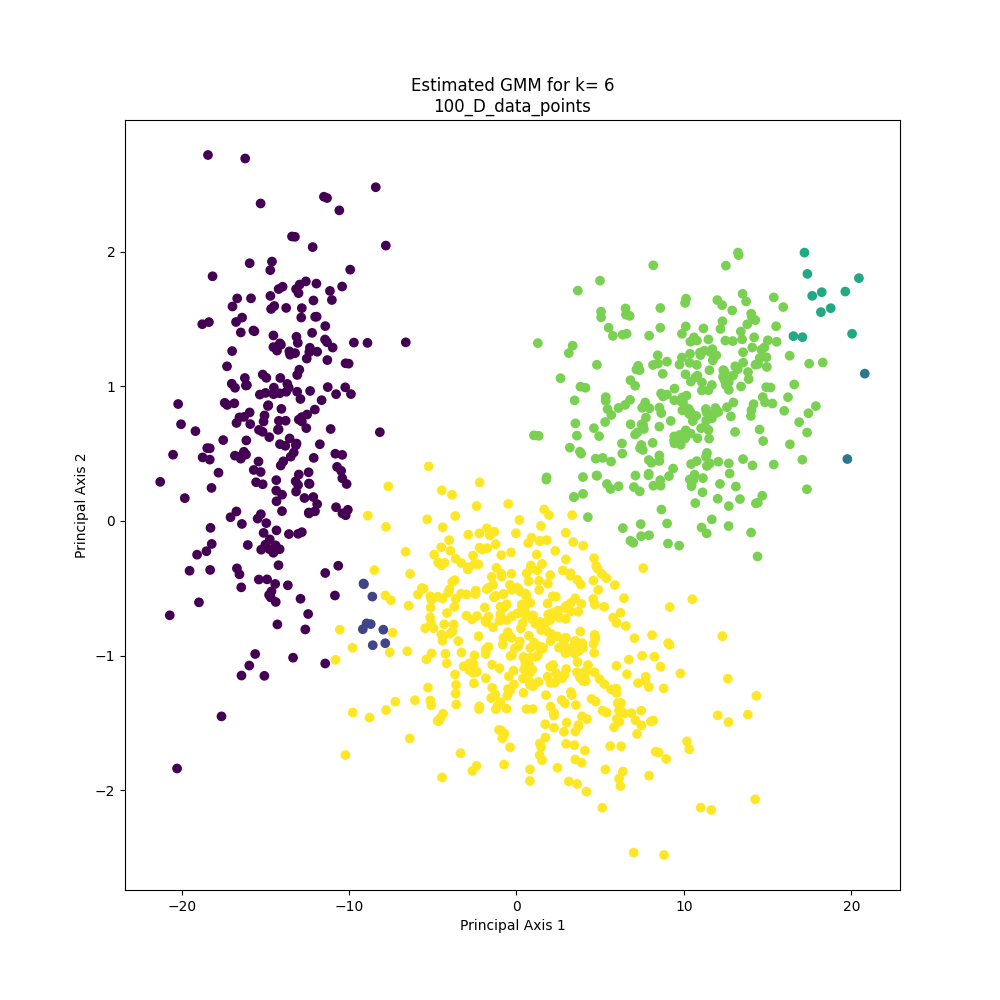 Estimated GMM for k= 6
100_D_data_points
2
1
0
−1
−2
Principal Axis 2
−20
−10
0
10
20
Principal Axis 1